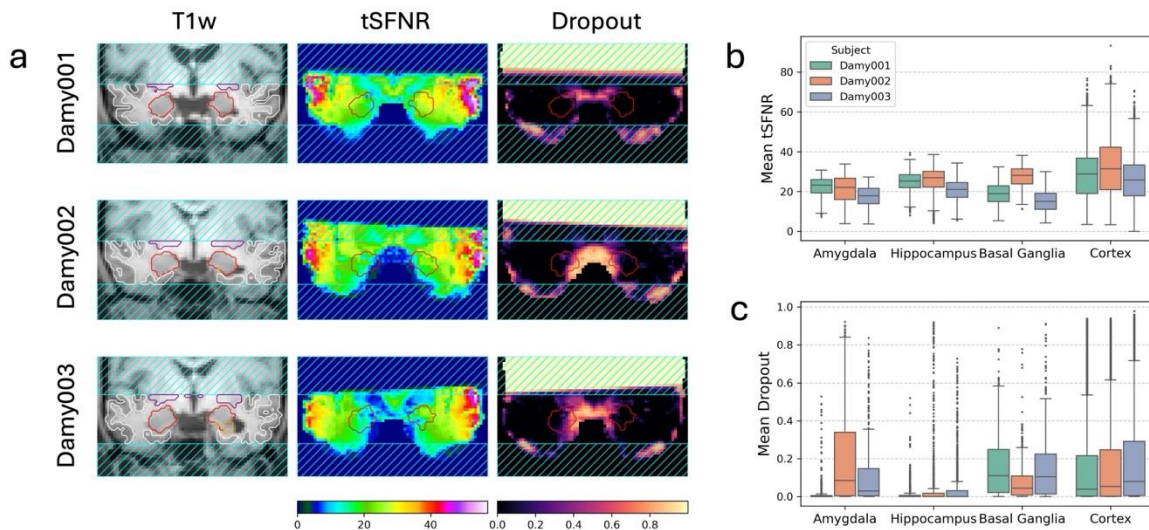 a
T1w
tSFNR
Dropout
Damy001
Damy002
Damy003
0
20
40
0.0
0.2
0.4
0.6
0.8
b
Subject
Damy001
Damy002
Damy003
Mean tSFNR
80
60
40
20
0
Amygdala
Hippocampus
Basal Ganglia
Cortex
c
Mean Dropout
1.0
0.8
0.6
0.4
0.2
0.0
Amygdala
Hippocampus
Basal Ganglia
Cortex